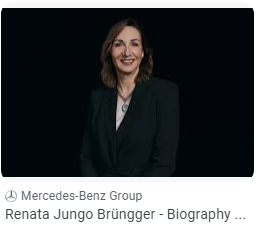 Mercedes-Benz Group
Renata Jungo Brüngger - Biography ...